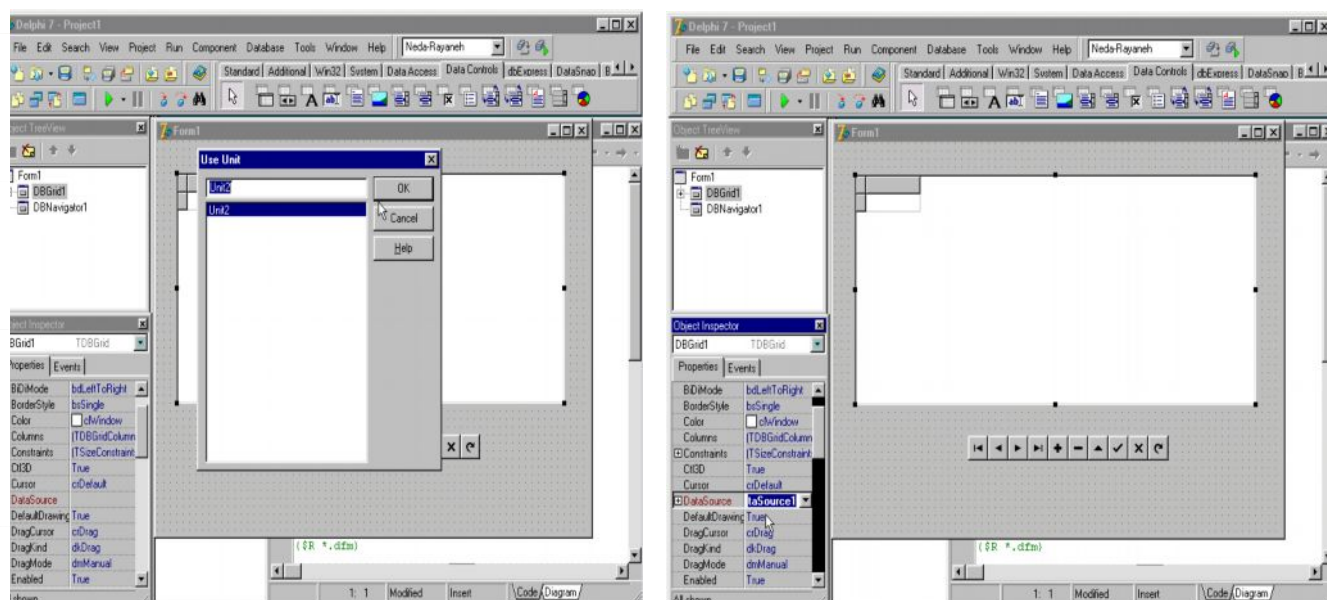 Delphi 7 - Project1
File Edit Search View Project Run Component Database Tools Window Help Neda-Rayaneh
Standard Additional Win32 System Data Access Data Controls dbExpress DataSnap
Form1
Form1
DBGrid1
DBNavigator1
Use Unit
Unit2
Unit2
OK
Cancel
Help
TDBGrid
Events
BiDiMode bdLeftToRight
BorderStyle bsSingle
Color clWindow
Columns (TDBGridColumn
Constraints (TSizeConstraint
Ctl3D True
Cursor crDefault
DataSource
DefaultDrawing True
DragCursor crDrag
DragKind dkDrag
DragMode dmManual
Enabled True
{$R *.dfm}
1: 1 Modified Insert Code Diagram
Delphi 7 - Project1
File Edit Search View Project Run Component Database Tools Window Help Neda-Rayaneh
Standard Additional Win32 System Data Access Data Controls dbExpress DataSnap
Object TreeView
Form1
Form1
DBGrid1
DBNavigator1
Object Inspector
DBGrid1 TDBGrid
Properties Events
BiDiMode bdLeftToRight
BorderStyle bsSingle
Color clWindow
Columns (TDBGridColumn
Constraints (TSizeConstraint
Ctl3D True
Cursor crDefault
DataSource taSource1
DefaultDrawing True
DragCursor crDrag
DragKind dkDrag
DragMode dmManual
Enabled True
{$R *.dfm}
1: 1 Modified Insert Code Diagram